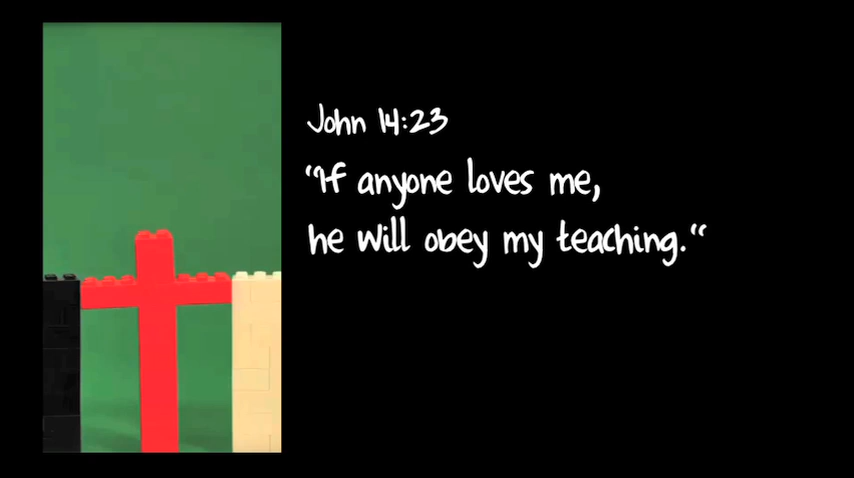 John 14:23
“If anyone loves me,
he will obey my teaching.“